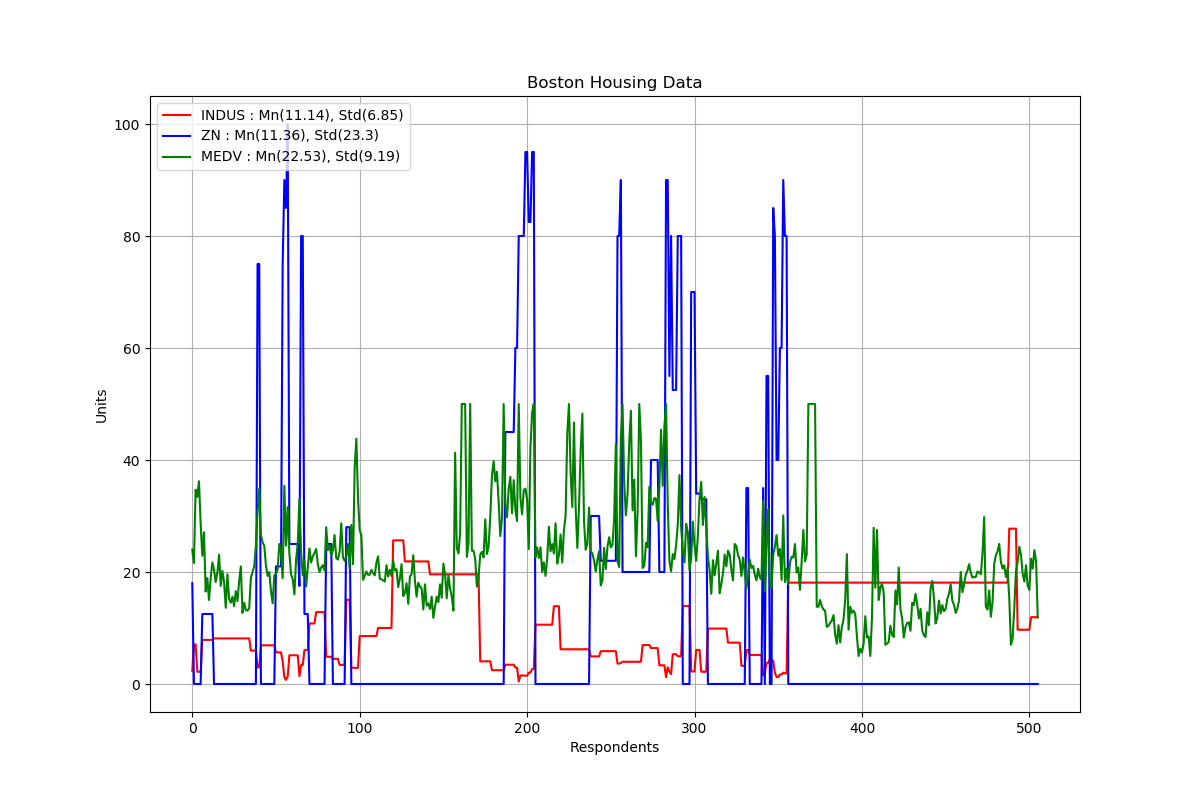 Boston Housing Data
INDUS : Mn(11.14), Std(6.85)
ZN : Mn(11.36), Std(23.3)
MEDV : Mn(22.53), Std(9.19)
100
80
60
40
20
0
Units
0 100 200 300 400 500
Respondents